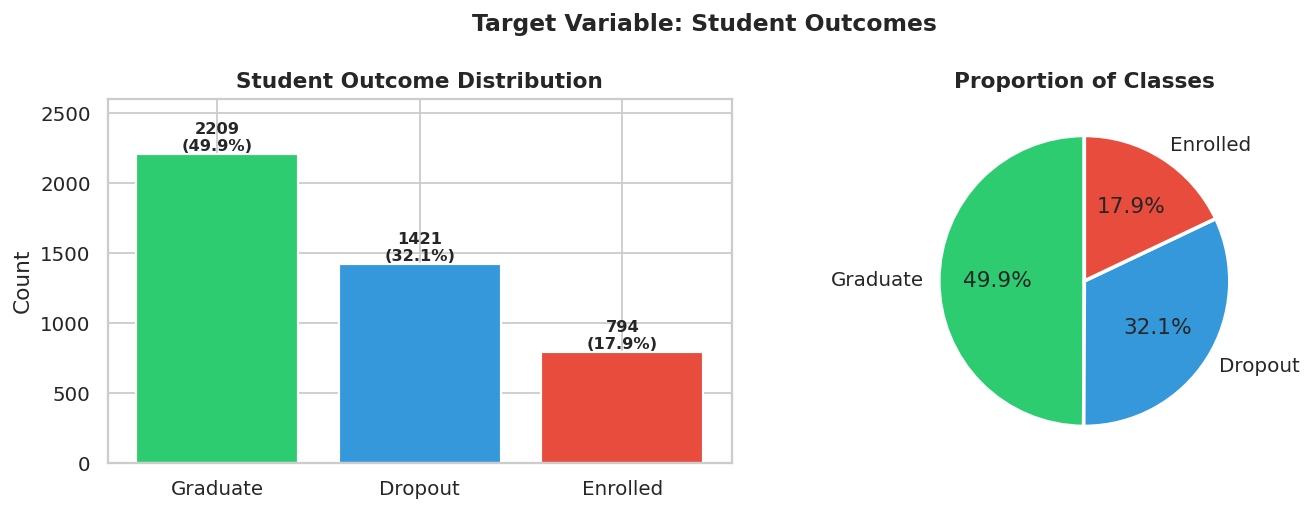 Target Variable: Student Outcomes
Student Outcome Distribution
Count
2500
2000
1500
1000
500
0
2209
(49.9%)
1421
(32.1%)
794
(17.9%)
Graduate
Dropout
Enrolled
Proportion of Classes
Enrolled
17.9%
Graduate
49.9%
32.1%
Dropout